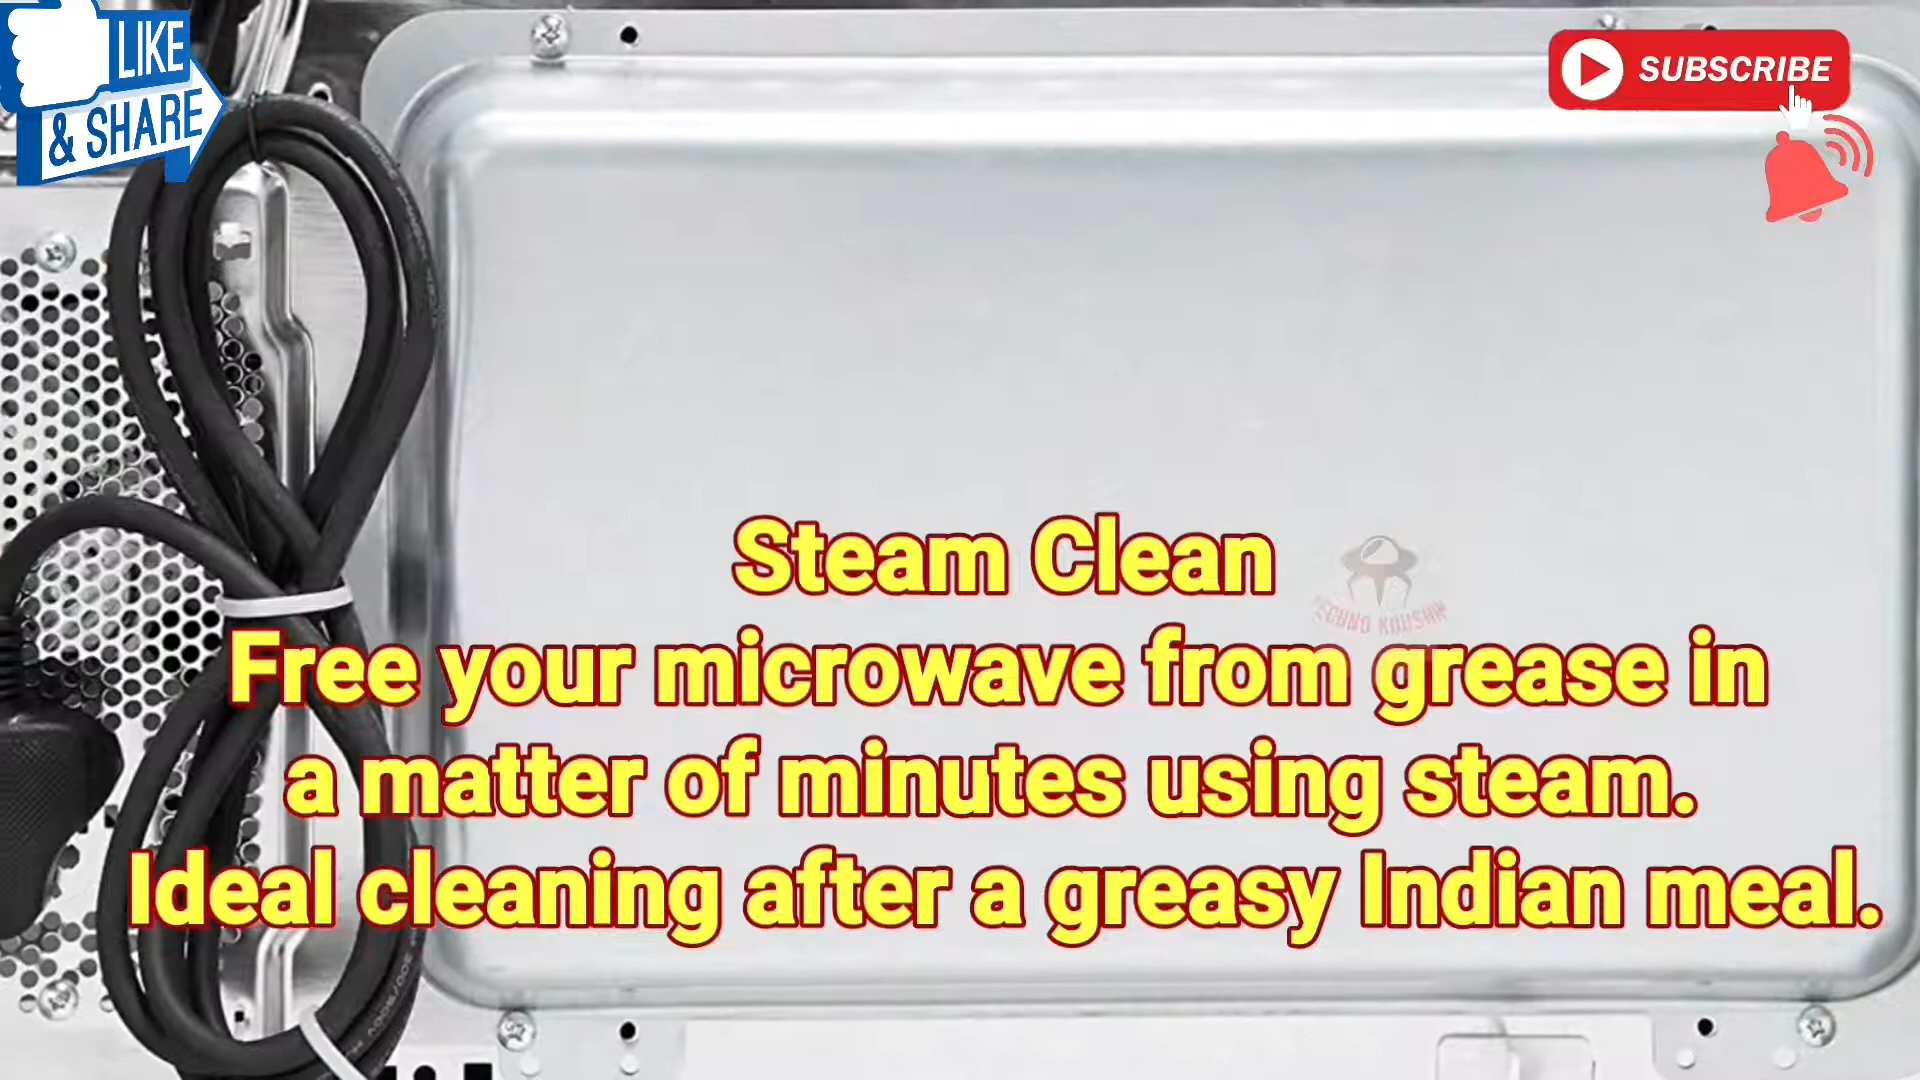 LIKE
& SHARE
SUBSCRIBE
Steam Clean
Free your microwave from grease in
a matter of minutes using steam.
Ideal cleaning after a greasy Indian meal.